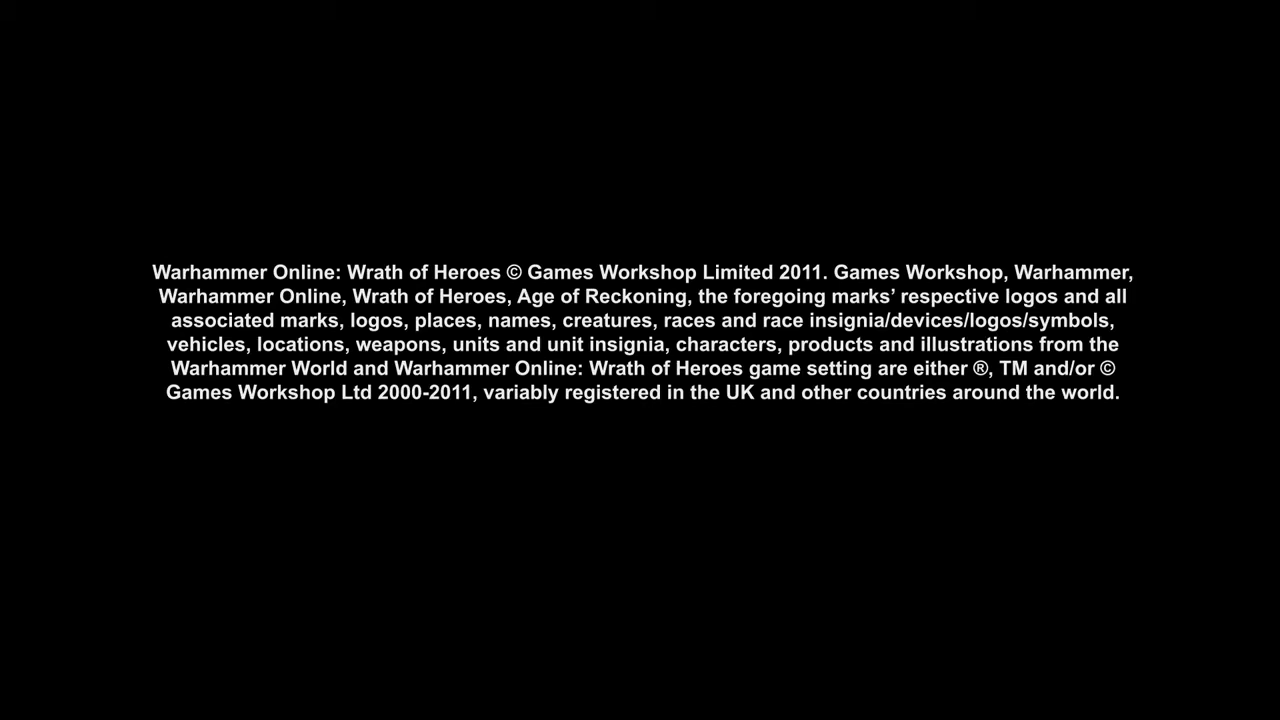 Warhammer Online: Wrath of Heroes © Games Workshop Limited 2011. Games Workshop, Warhammer,
Warhammer Online, Wrath of Heroes, Age of Reckoning, the foregoing marks’ respective logos and all
associated marks, logos, places, names, creatures, races and race insignia/devices/logos/symbols,
vehicles, locations, weapons, units and unit insignia, characters, products and illustrations from the
Warhammer World and Warhammer Online: Wrath of Heroes game setting are either ®, TM and/or ©
Games Workshop Ltd 2000-2011, variably registered in the UK and other countries around the world.